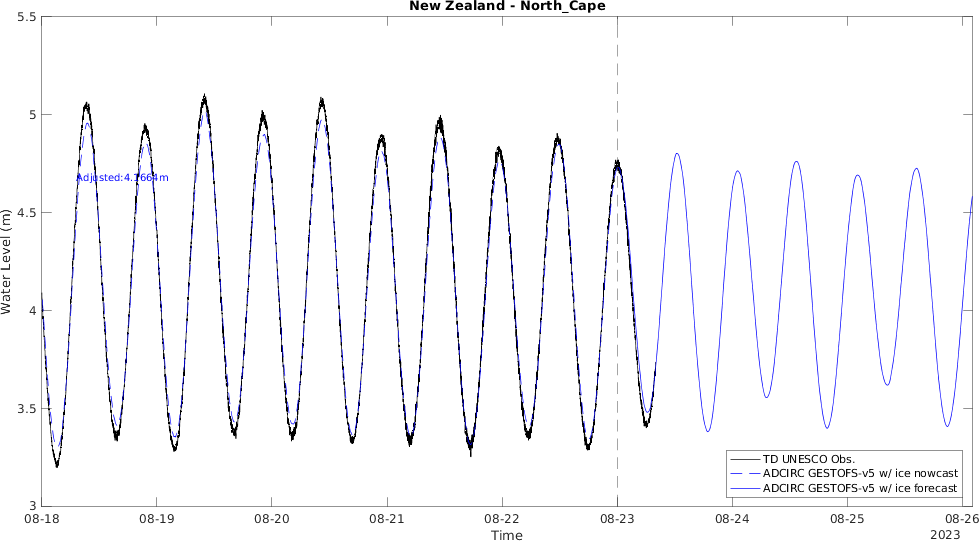 New Zealand - North_Cape
5.5
5
4.5
4
3.5
3
Water Level (m)
Adjusted:4.1664m
TD UNESCO Obs.
ADCIRC GESTOFS-v5 w/ ice nowcast
ADCIRC GESTOFS-v5 w/ ice forecast
08-18 08-19 08-20 08-21 08-22 08-23 08-24 08-25 08-26
Time
2023